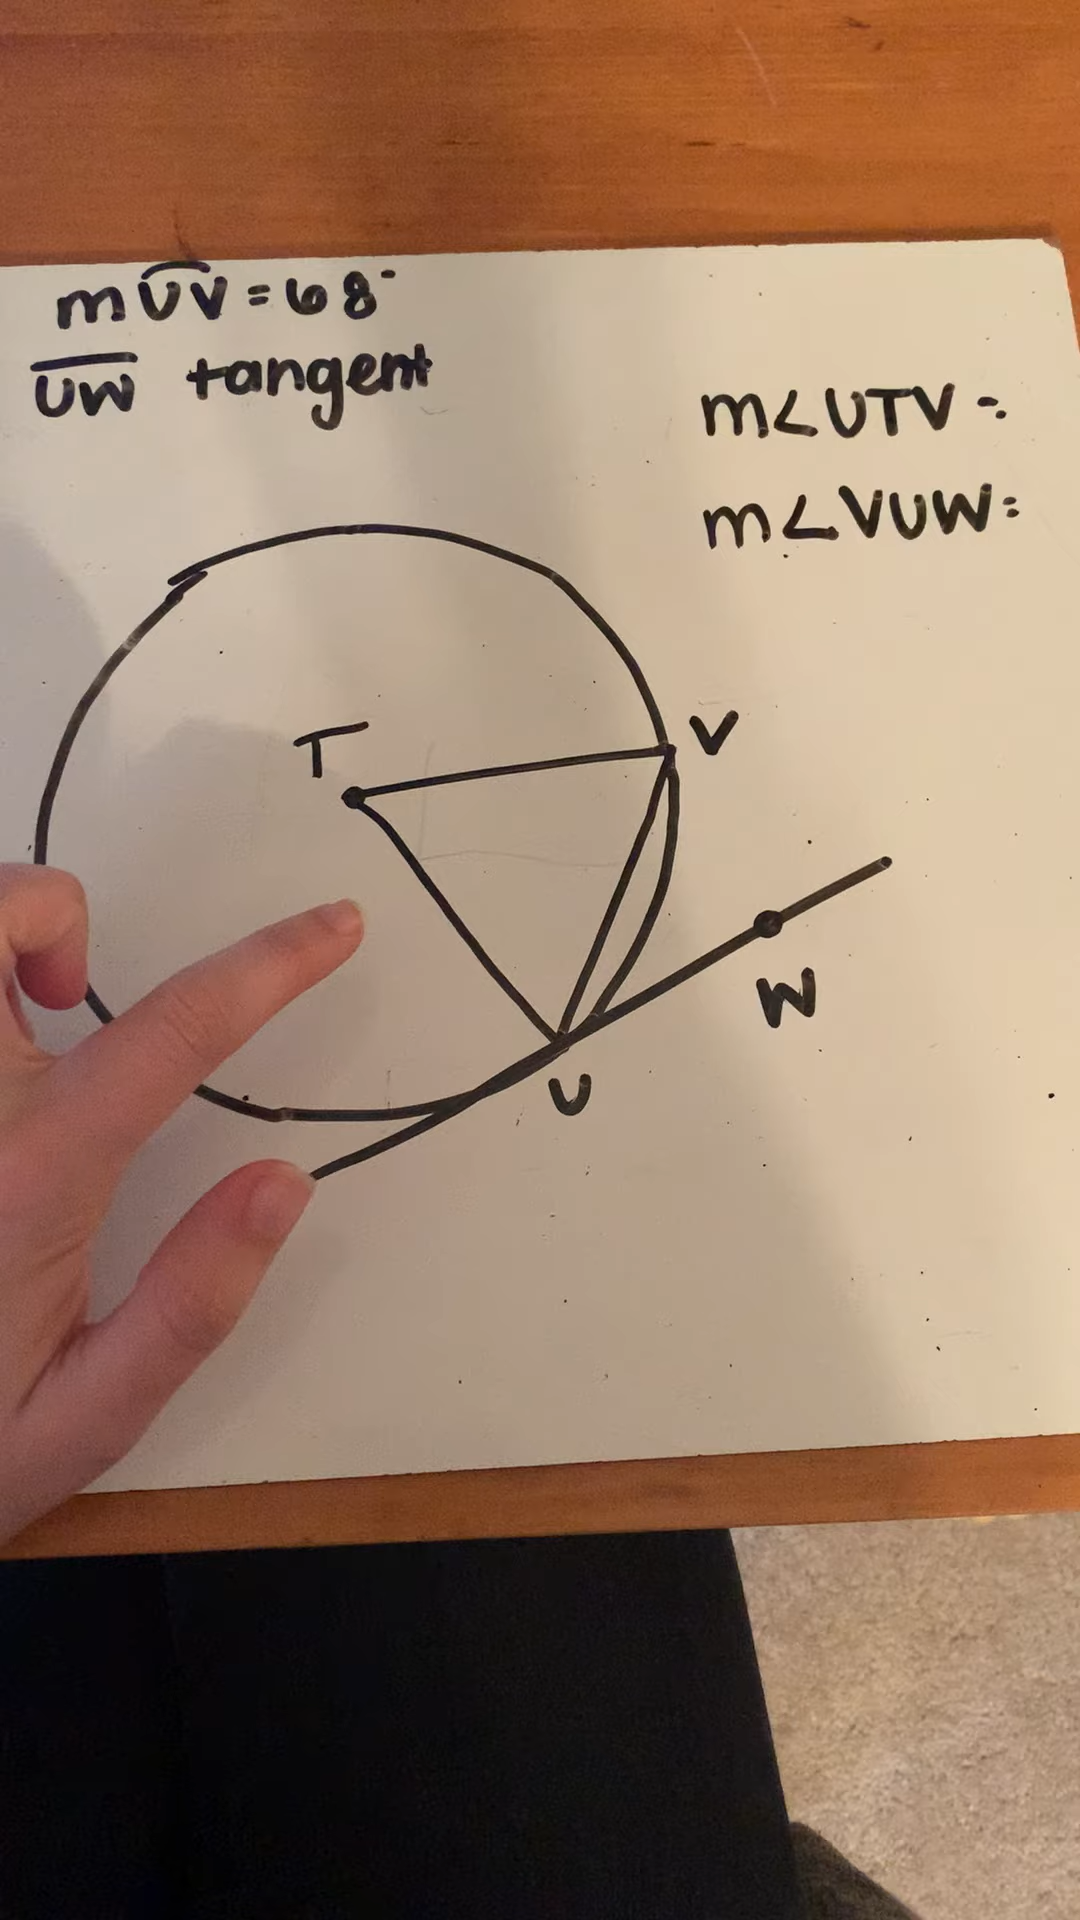 mUV = 68°
UW tangent
m∠UTV =
m∠VUW =
T
V
W
U